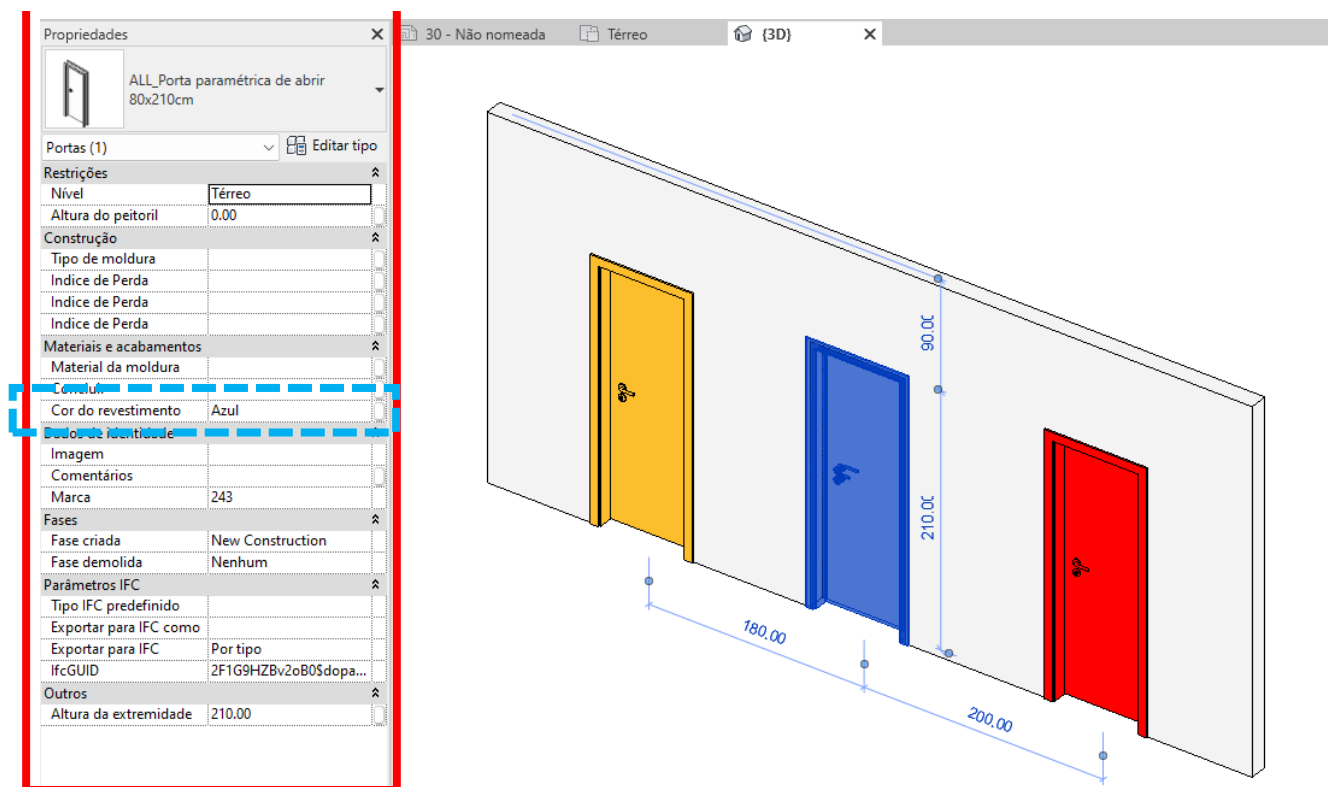 Propriedades
30 - Não nomeada
Térreo
{3D}
ALL_Porta paramétrica de abrir
80x210cm
Portas (1)
Editar tipo
Restrições
Nível Térreo
Altura do peitoril 0.00
Construção
Tipo de moldura
Indice de Perda
Indice de Perda
Indice de Perda
Materiais e acabamentos
Material da moldura
Concluir
Cor do revestimento Azul
Dados de identidade
Imagem
Comentários
Marca 243
Fases
Fase criada New Construction
Fase demolida Nenhum
Parâmetros IFC
Tipo IFC predefinido
Exportar para IFC como
Exportar para IFC Por tipo
IfcGUID 2F1G9HZBv2oB0$dopa...
Outros
Altura da extremidade 210.00
90.00
210.00
180.00
200.00